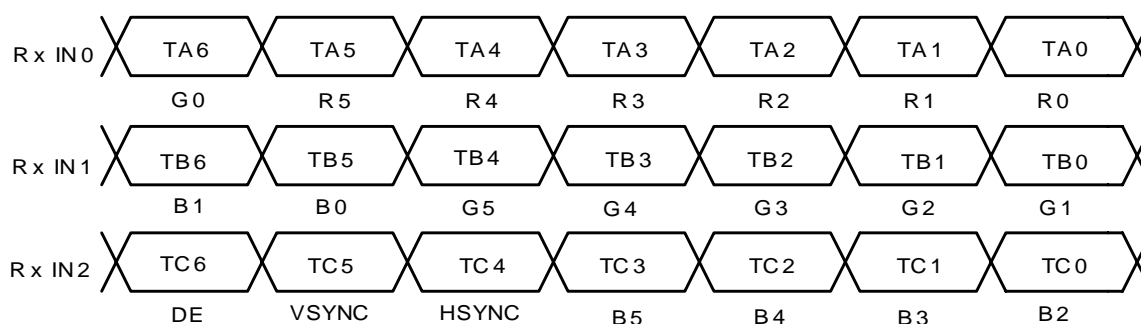 Rx IN0 TA6 TA5 TA4 TA3 TA2 TA1 TA0
G0 R5 R4 R3 R2 R1 R0
Rx IN1 TB6 TB5 TB4 TB3 TB2 TB1 TB0
B1 B0 G5 G4 G3 G2 G1
Rx IN2 TC6 TC5 TC4 TC3 TC2 TC1 TC0
DE VSYNC HSYNC B5 B4 B3 B2